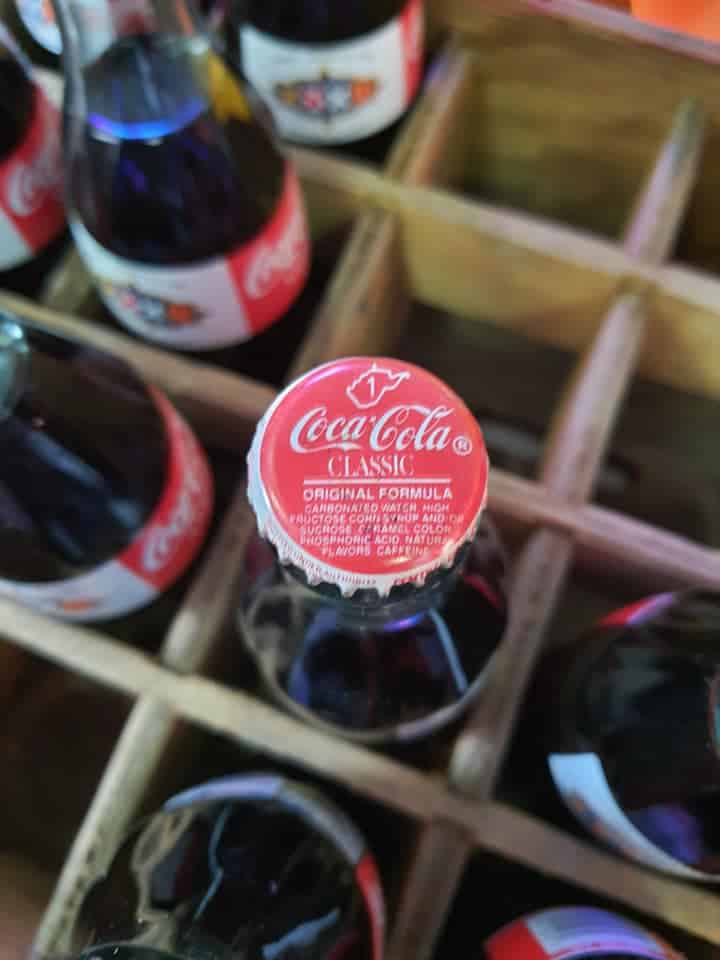 1
Coca-Cola®
CLASSIC
ORIGINAL FORMULA
CARBONATED WATER, HIGH
FRUCTOSE CORN SYRUP AND/OR
SUCROSE, CARAMEL COLOR,
PHOSPHORIC ACID, NATURAL
FLAVORS, CAFFEINE